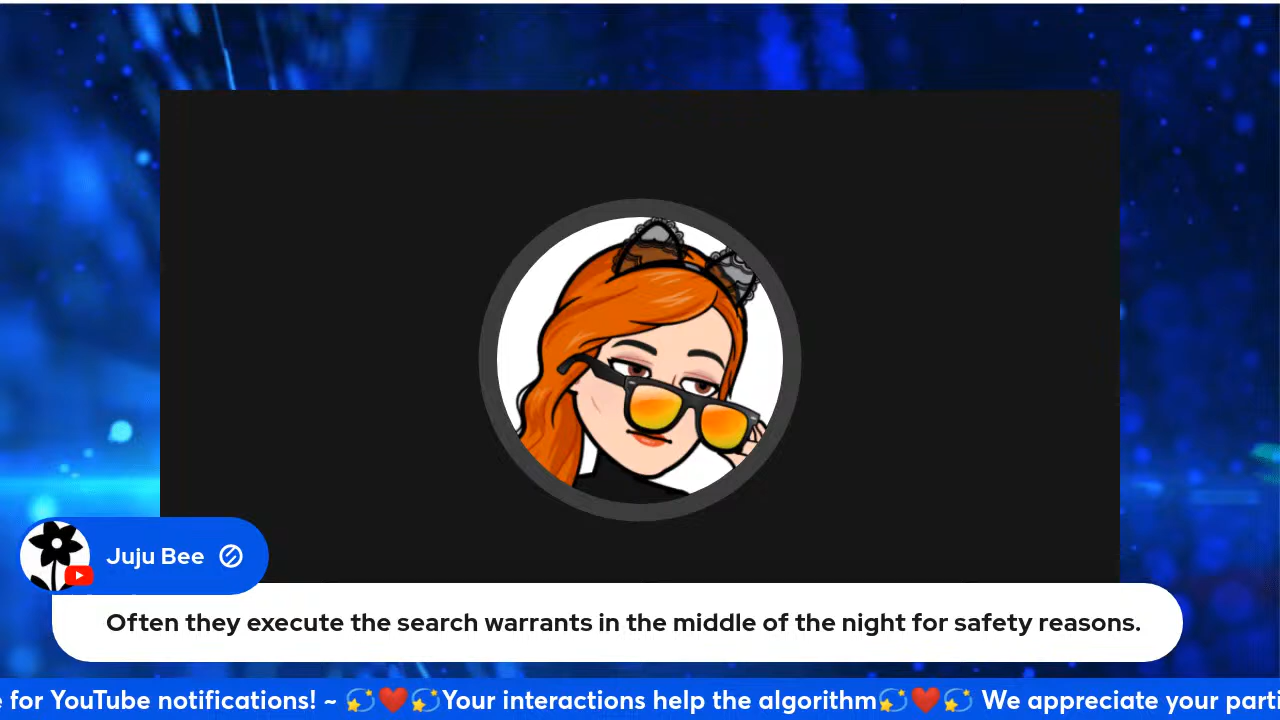 Juju Bee
Often they execute the search warrants in the middle of the night for safety reasons.
for YouTube notifications! ~ 💫❤️💫Your interactions help the algorithm💫❤️💫 We appreciate your